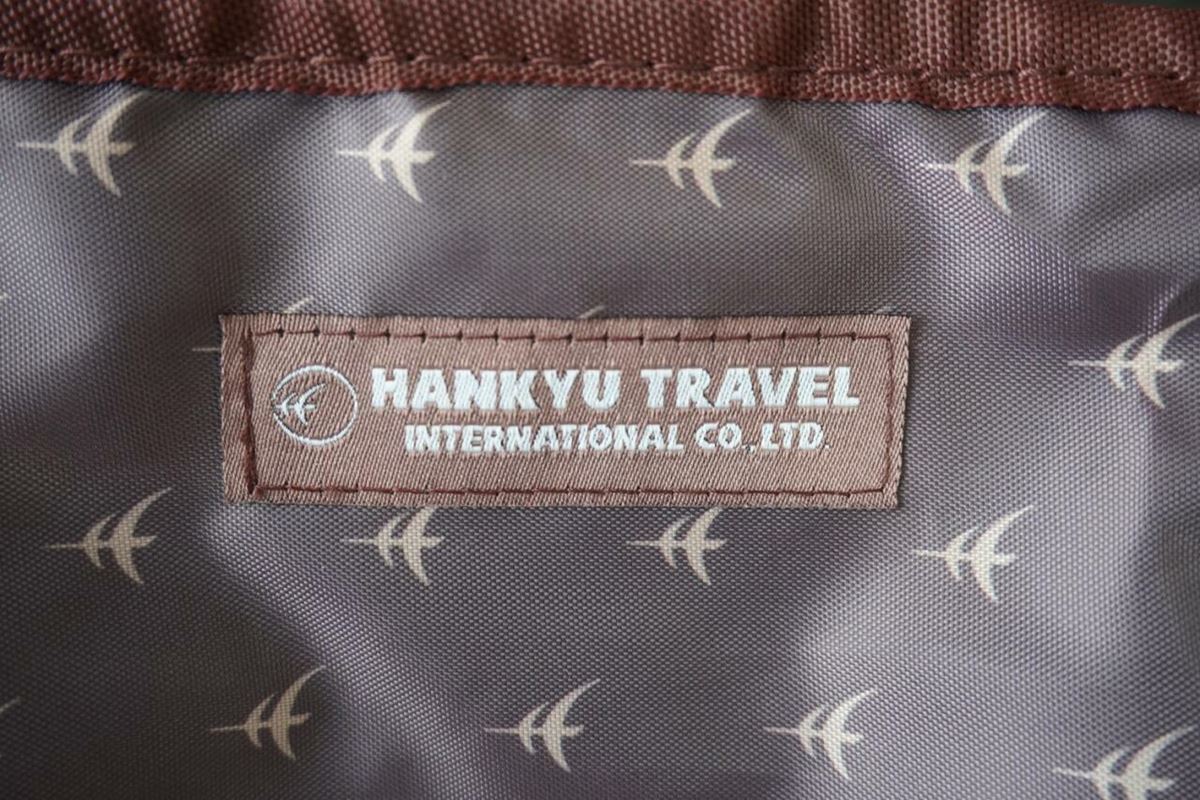 HANKYU TRAVEL
INTERNATIONAL CO.,LTD.